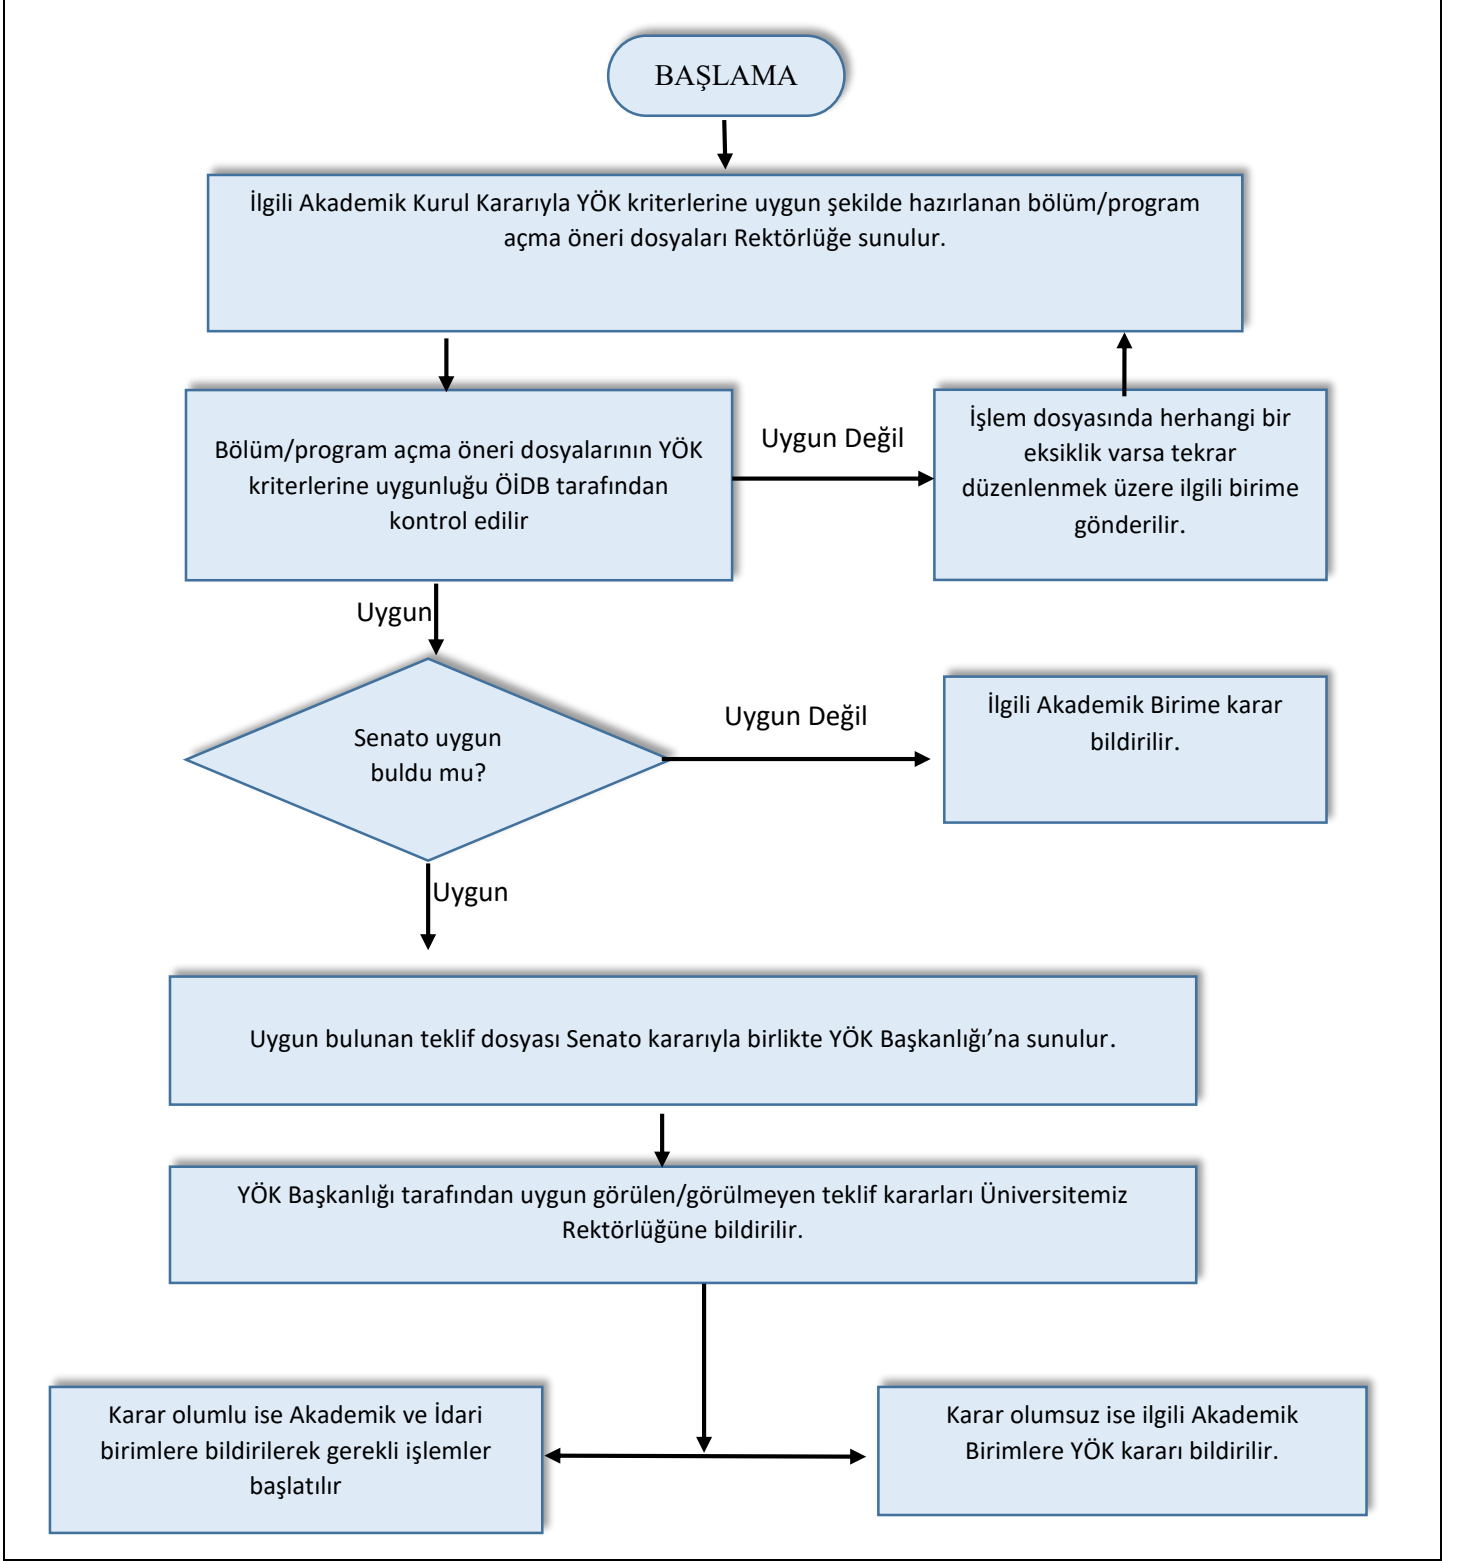 BAŞLAMA
İlgili Akademik Kurul Kararıyla YÖK kriterlerine uygun şekilde hazırlanan bölüm/program
açma öneri dosyaları Rektörlüğe sunulur.
Bölüm/program açma öneri dosyalarının YÖK
kriterlerine uygunluğu ÖİDB tarafından
kontrol edilir
Uygun Değil
İşlem dosyasında herhangi bir
eksiklik varsa tekrar
düzenlenmek üzere ilgili birime
gönderilir.
Uygun
Senato uygun
buldu mu?
Uygun Değil
İlgili Akademik Birime karar
bildirilir.
Uygun
Uygun bulunan teklif dosyası Senato kararıyla birlikte YÖK Başkanlığı’na sunulur.
YÖK Başkanlığı tarafından uygun görülen/görülmeyen teklif kararları Üniversitemiz
Rektörlüğüne bildirilir.
Karar olumlu ise Akademik ve İdari
birimlere bildirilerek gerekli işlemler
başlatılır
Karar olumsuz ise ilgili Akademik
Birimlere YÖK kararı bildirilir.